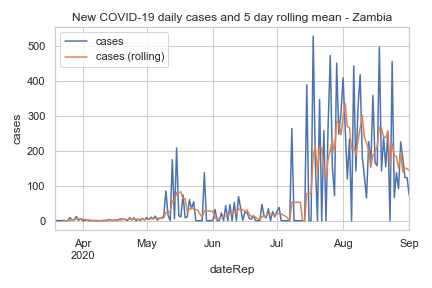 New COVID-19 daily cases and 5 day rolling mean - Zambia
cases
cases (rolling)
500
400
300
200
100
0
cases
Apr
2020
May
Jun
Jul
Aug
Sep
dateRep